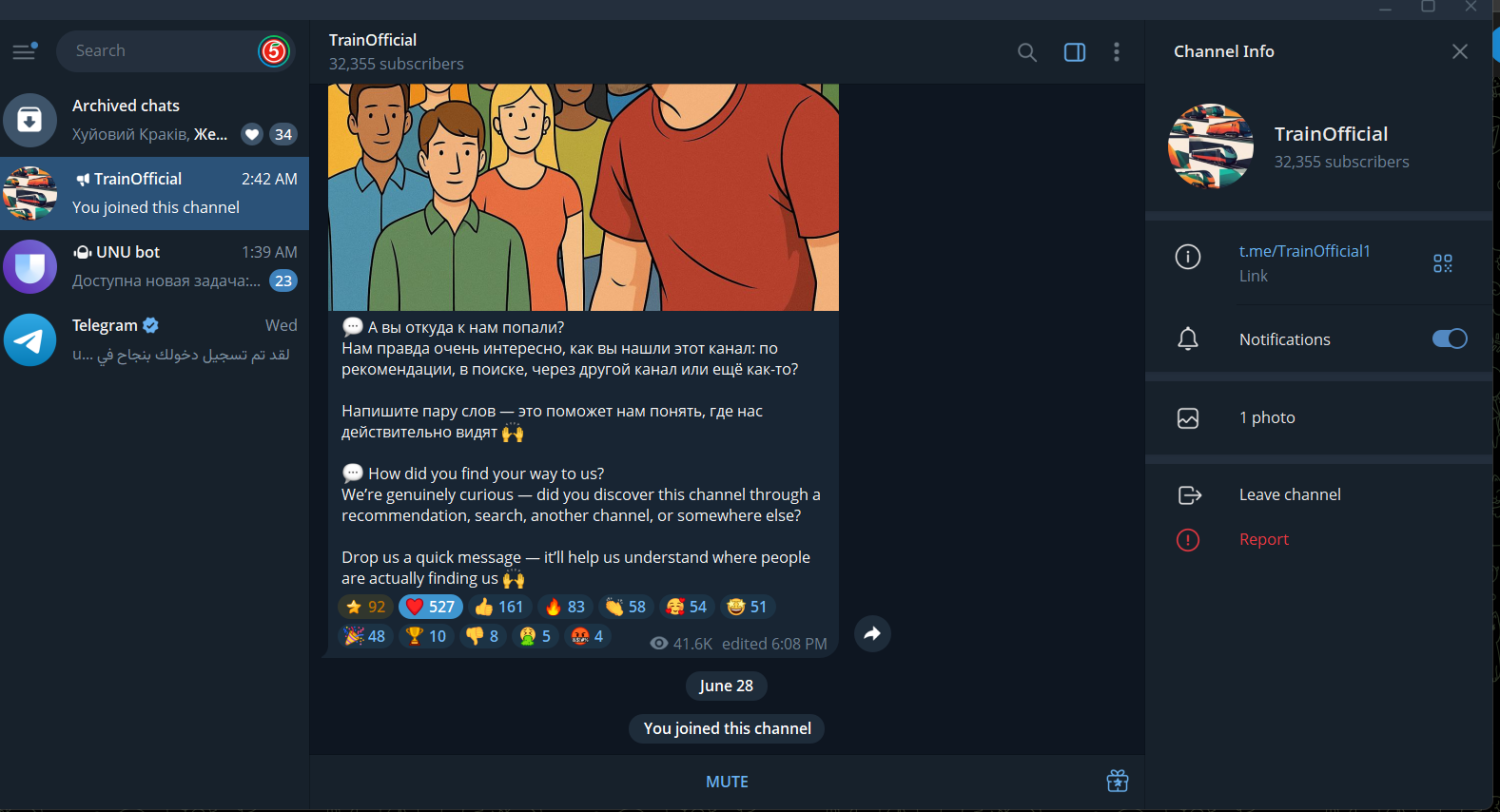 Search
5
Archived chats
Хуйовий Краків, Же...
34
TrainOfficial
2:42 AM
You joined this channel
UNU bot
1:39 AM
Доступна новая задача:...
23
Telegram
Wed
لقد تم تسجيل دخولك بنجاح في ...u
TrainOfficial
32,355 subscribers
💬 А вы откуда к нам попали?
Нам правда очень интересно, как вы нашли этот канал: по
рекомендации, в поиске, через другой канал или ещё как-то?
Напишите пару слов — это поможет нам понять, где нас
действительно видят 🙌
💬 How did you find your way to us?
We’re genuinely curious — did you discover this channel through a
recommendation, search, another channel, or somewhere else?
Drop us a quick message — it’ll help us understand where people
are actually finding us 🙌
⭐ 92 ❤️ 527 👍 161 🔥 83 👏 58 🥰 54 🤩 51
🎉 48 🏆 10 👎 8 🤮 5 🤬 4
41.6K edited 6:08 PM
June 28
You joined this channel
MUTE
Channel Info
TrainOfficial
32,355 subscribers
t.me/TrainOfficial1
Link
Notifications
1 photo
Leave channel
Report